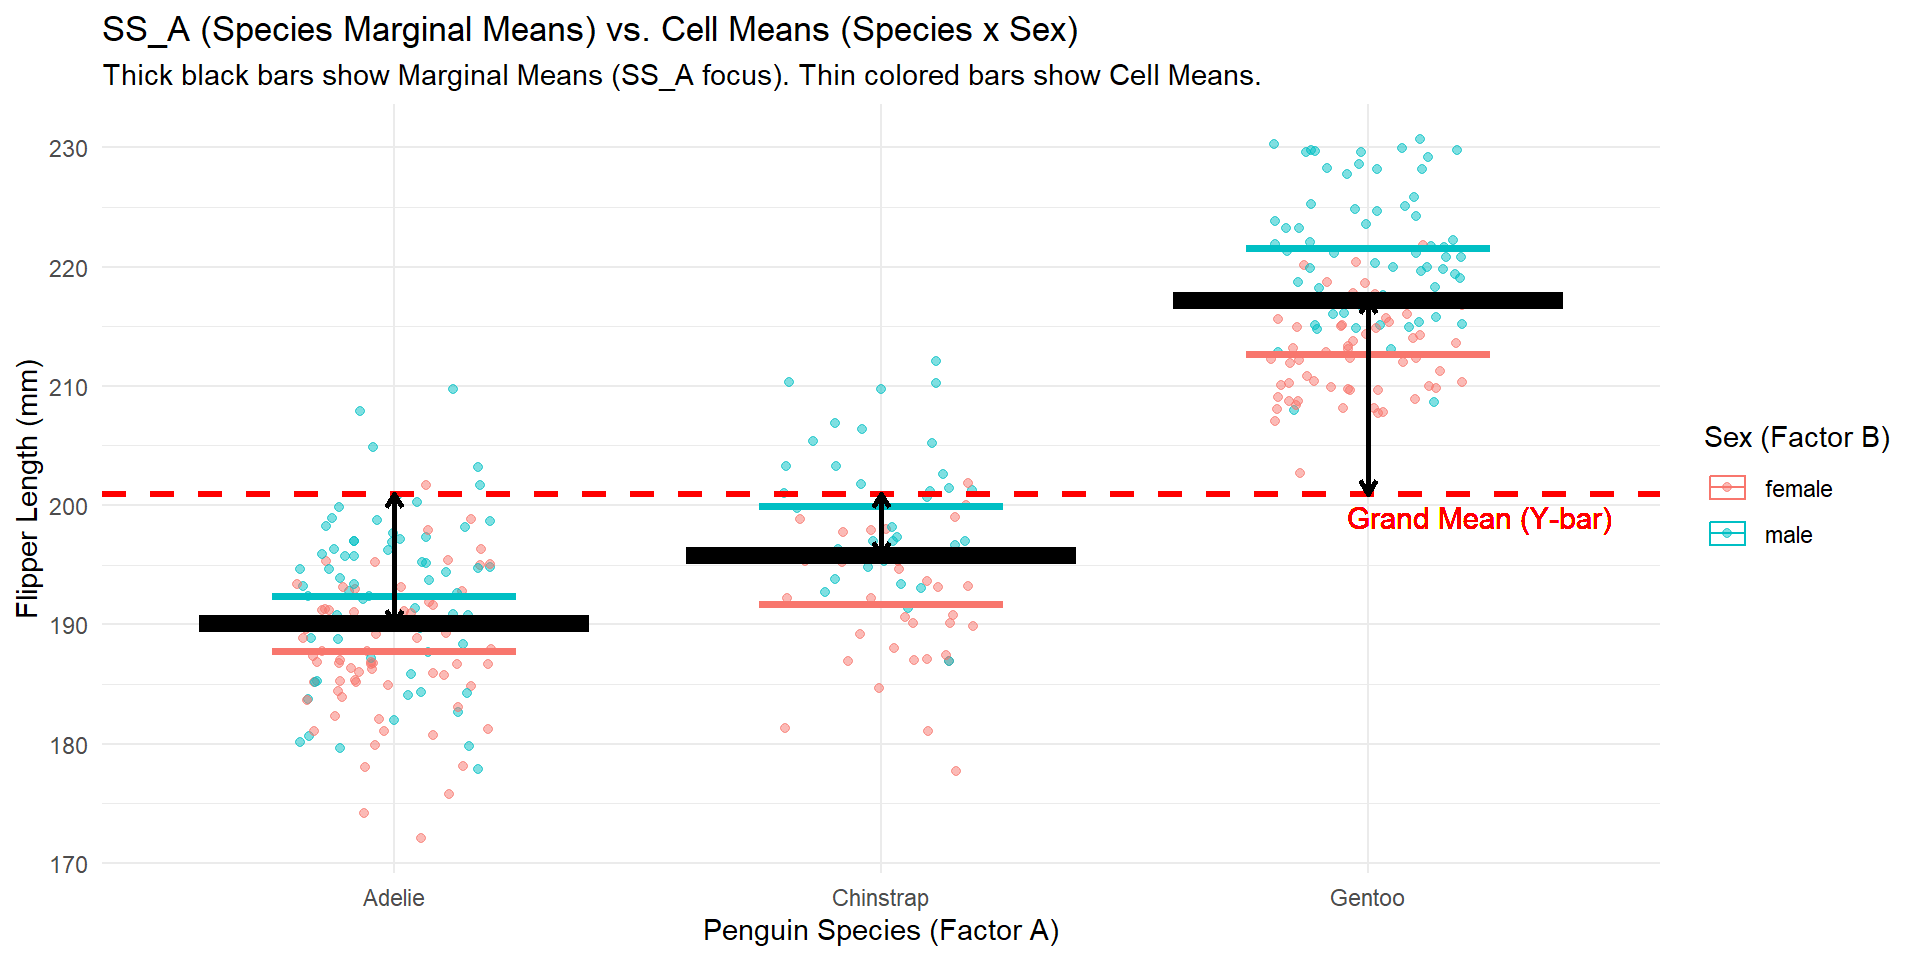 SS_A (Species Marginal Means) vs. Cell Means (Species x Sex)
Thick black bars show Marginal Means (SS_A focus). Thin colored bars show Cell Means.
Flipper Length (mm)
230
220
210
200
190
180
170
Grand Mean (Y-bar)
Adelie
Chinstrap
Gentoo
Penguin Species (Factor A)
Sex (Factor B)
female
male